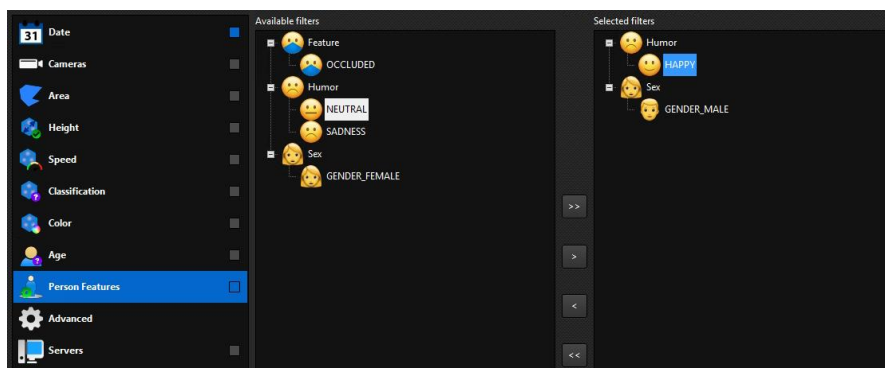 31
Date
Cameras
Area
Height
Speed
Classification
Color
Age
Person Features
Advanced
Servers
Available filters
Feature
OCCLUDED
Humor
NEUTRAL
SADNESS
Sex
GENDER_FEMALE
>>
>
<
<<
Selected filters
Humor
HAPPY
Sex
GENDER_MALE